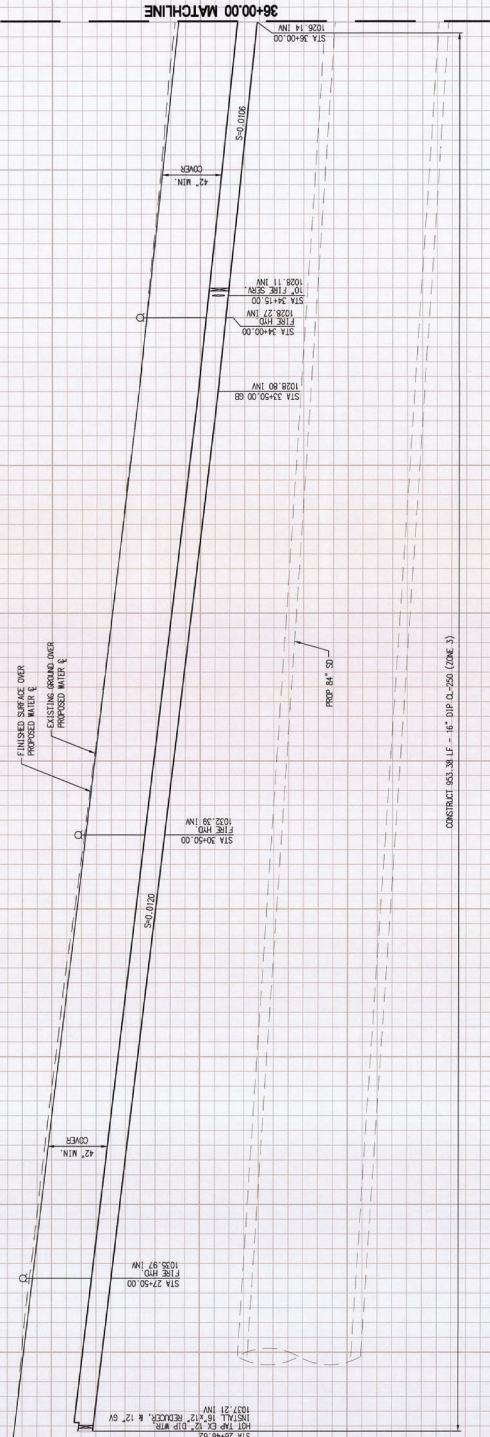 36+00.00 MATCHLINE
STA 36+00.00
1026.14 INV
S=0.0106
42" MIN.
COVER
STA 34+15.00
10" FIRE SERV.
1028.11 INV
STA 34+00.00
FIRE HYD.
1028.27 INV
STA 33+50.00 GB
1028.80 INV
FINISHED SURFACE OVER
PROPOSED WATER ℄
EXISTING GROUND OVER
PROPOSED WATER ℄
PROP 84" SD
CONSTRUCT 953.38 LF - 16" DIP CL-250 (ZONE 3)
STA 30+50.00
FIRE HYD.
1032.39 INV
S=0.0120
42" MIN.
COVER
STA 27+50.00
FIRE HYD.
1035.97 INV
STA 26+46.62
HOT TAP EX 12" DIP WTR
INSTALL 16"x12" REDUCER, & 12" GV
1037.21 INV